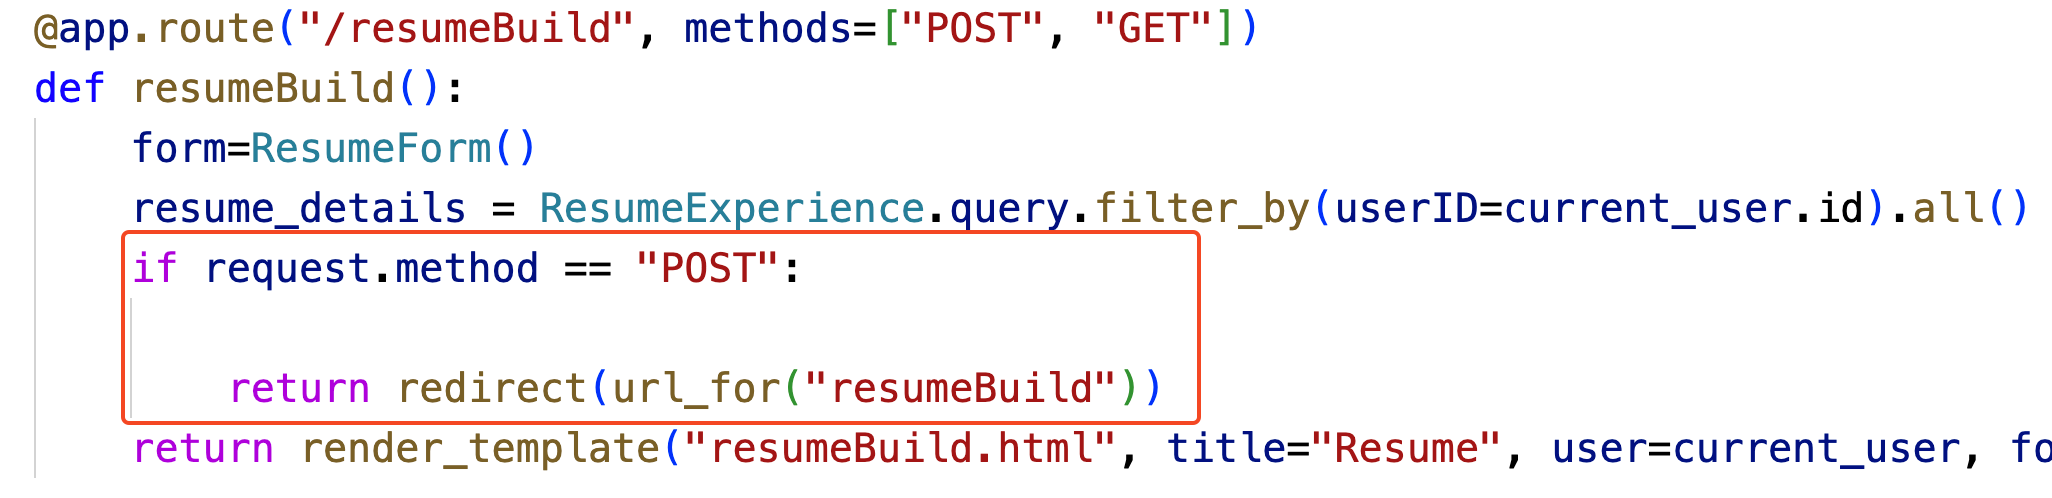 @app.route("/resumeBuild", methods=["POST", "GET"])
def resumeBuild():
    form=ResumeForm()
    resume_details = ResumeExperience.query.filter_by(userID=current_user.id).all()
    if request.method == "POST":
        return redirect(url_for("resumeBuild"))
    return render_template("resumeBuild.html", title="Resume", user=current_user, fo